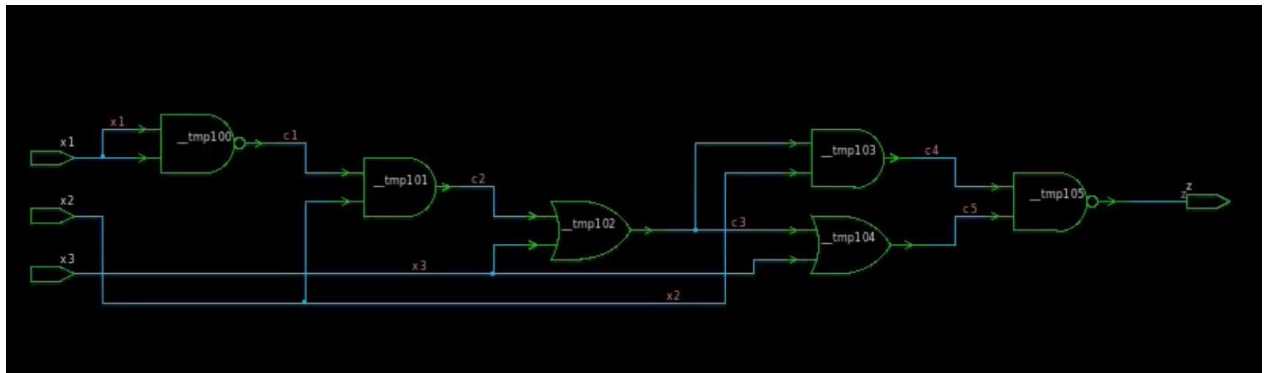 x1
x1
__tmp100
c1
x2
x3
__tmp101
c2
x3
__tmp102
x2
c3
__tmp103
c4
__tmp104
c5
__tmp105
z
z